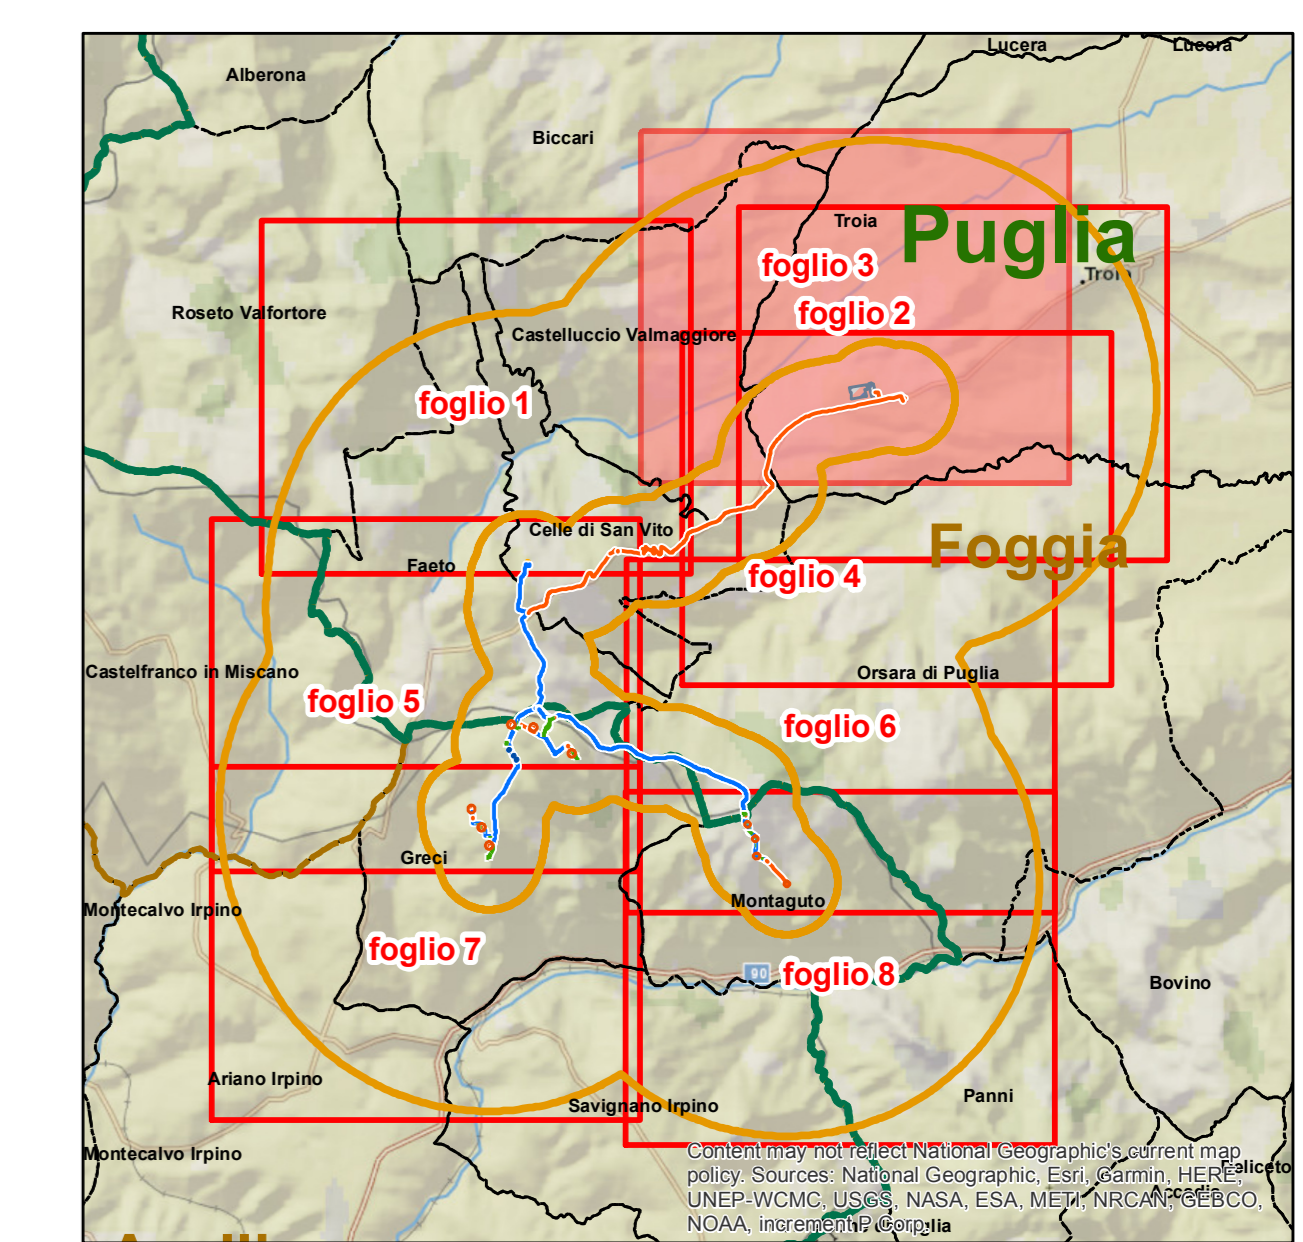 Lucera
Lucera
Alberona
Biccari
Troia
Puglia
foglio 3
Troia
Roseto Valfortore
foglio 2
Castelluccio Valmaggiore
foglio 1
Celle di San Vito
Foggia
Faeto
foglio 4
Castelfranco in Miscano
Orsara di Puglia
foglio 5
foglio 6
Greci
Montaguto
Montecalvo Irpino
foglio 7
90
foglio 8
Bovino
Ariano Irpino
Panni
Savignano Irpino
Montecalvo Irpino
Content may not reflect National Geographic's current map
policy. Sources: National Geographic, Esri, Garmin, HERE,
UNEP-WCMC, USGS, NASA, ESA, METI, NRCAN, GEBCO,
NOAA, increment P Corp.
Deliceto
Accadia